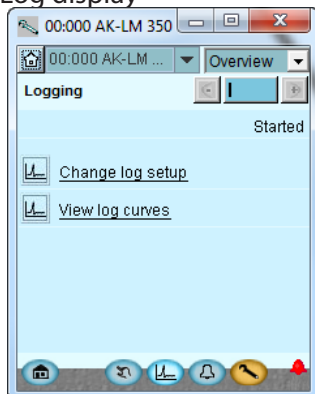 Log display
00:000 AK-LM 350
00:000 AK-LM ... Overview
Logging
Started
Change log setup
View log curves